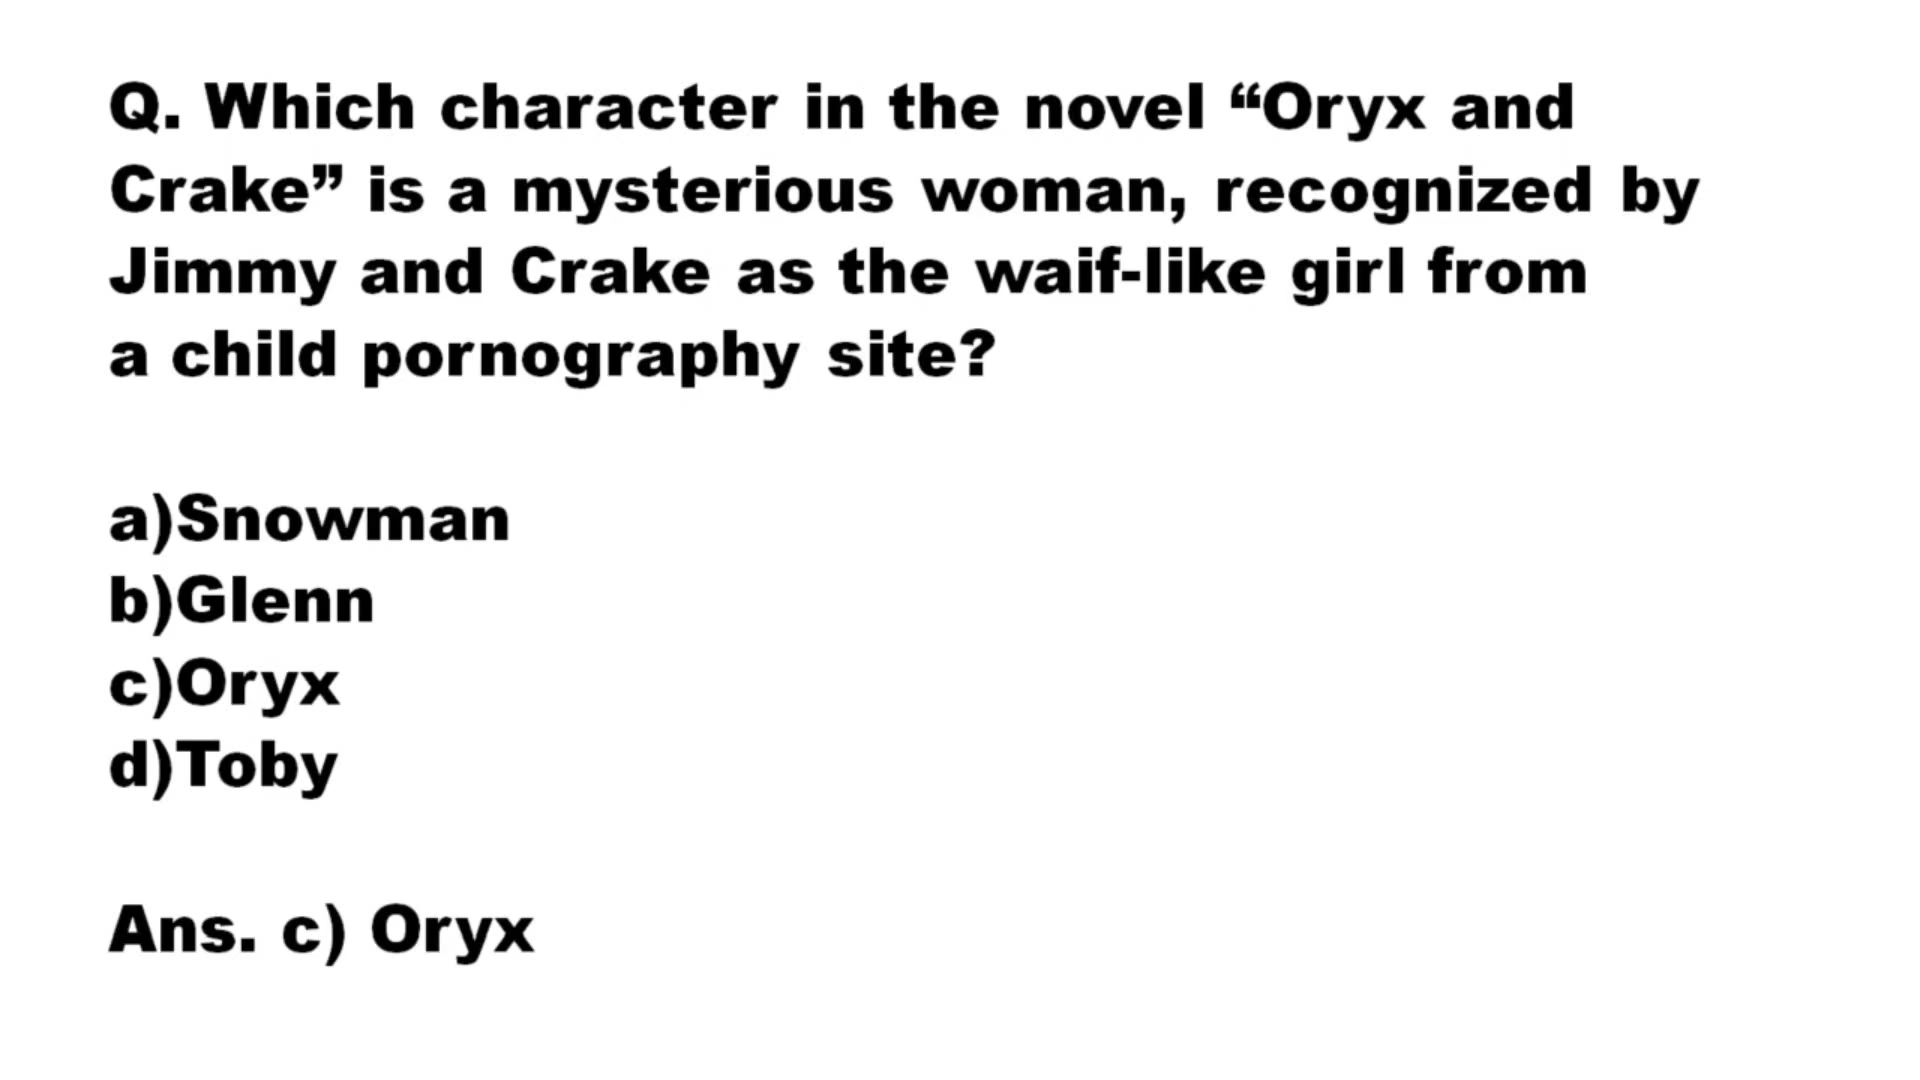 Q. Which character in the novel “Oryx and
Crake” is a mysterious woman, recognized by
Jimmy and Crake as the waif-like girl from
a child pornography site?
a)Snowman
b)Glenn
c)Oryx
d)Toby
Ans. c) Oryx